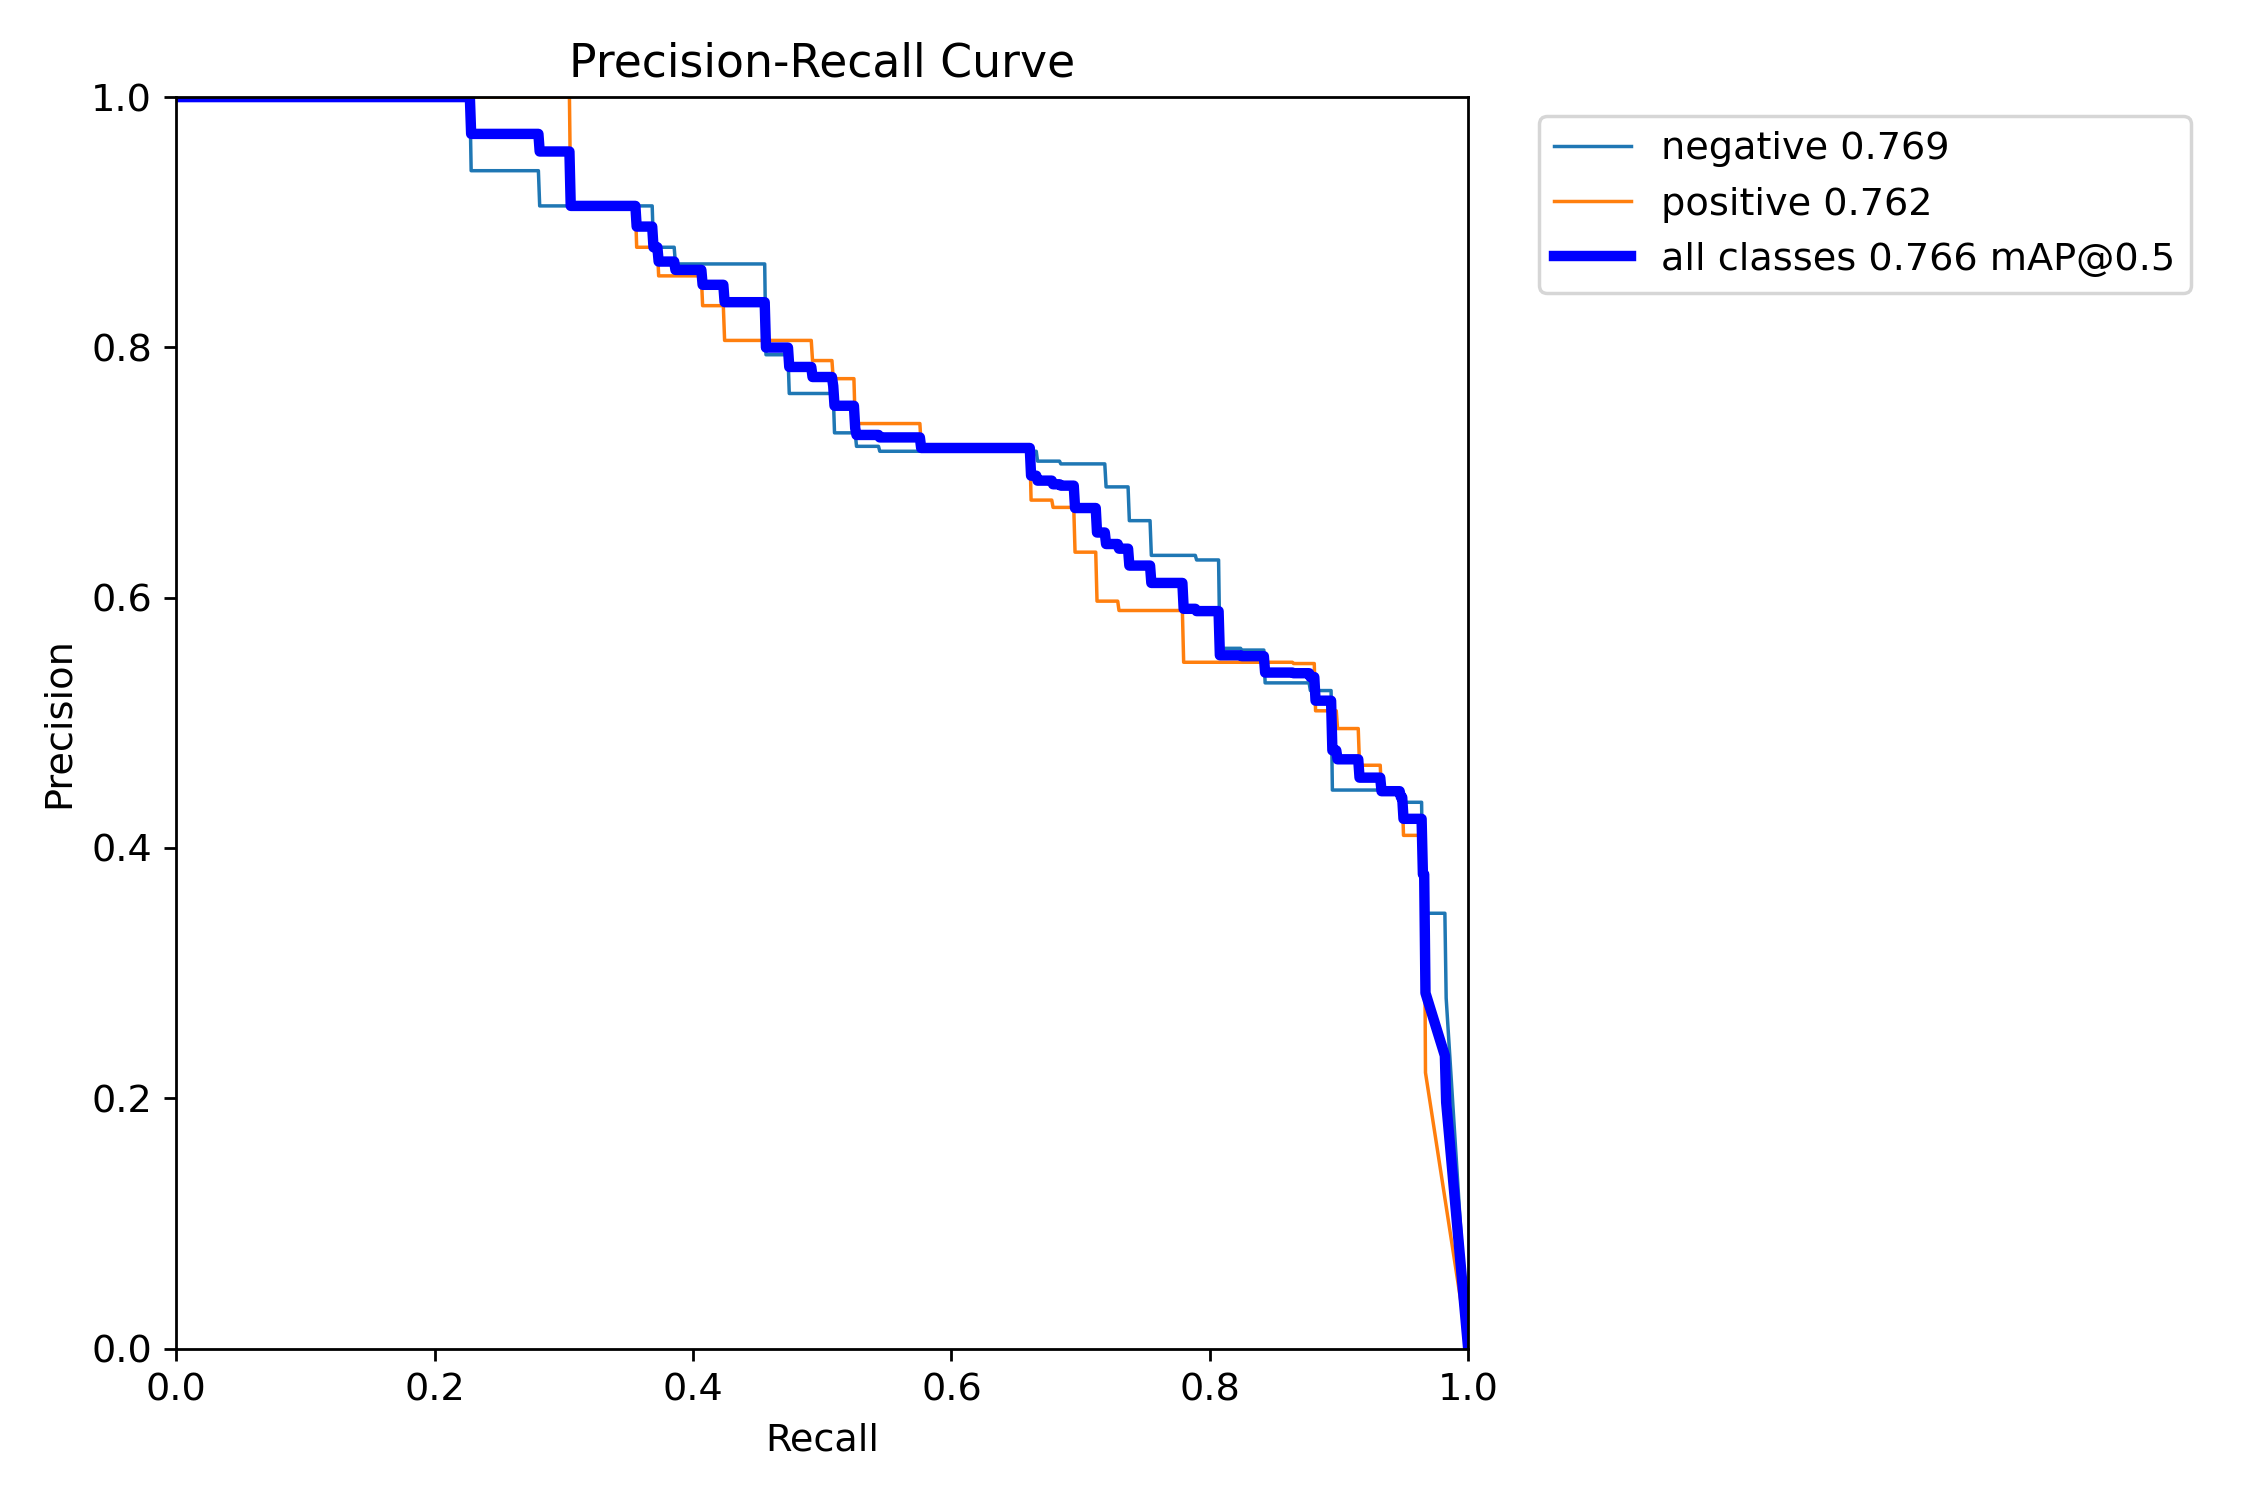 Precision-Recall Curve
negative 0.769
positive 0.762
all classes 0.766 mAP@0.5
Precision
1.0
0.8
0.6
0.4
0.2
0.0
0.0 0.2 0.4 0.6 0.8 1.0
Recall